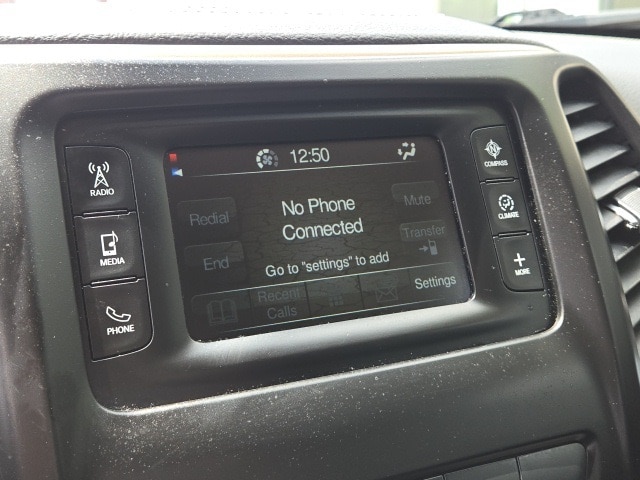 12:50
RADIO
MEDIA
PHONE
Redial
End
No Phone
Connected
Go to "settings" to add
Mute
Transfer
Recent
Calls
Settings
N
COMPASS
CLIMATE
+
MORE